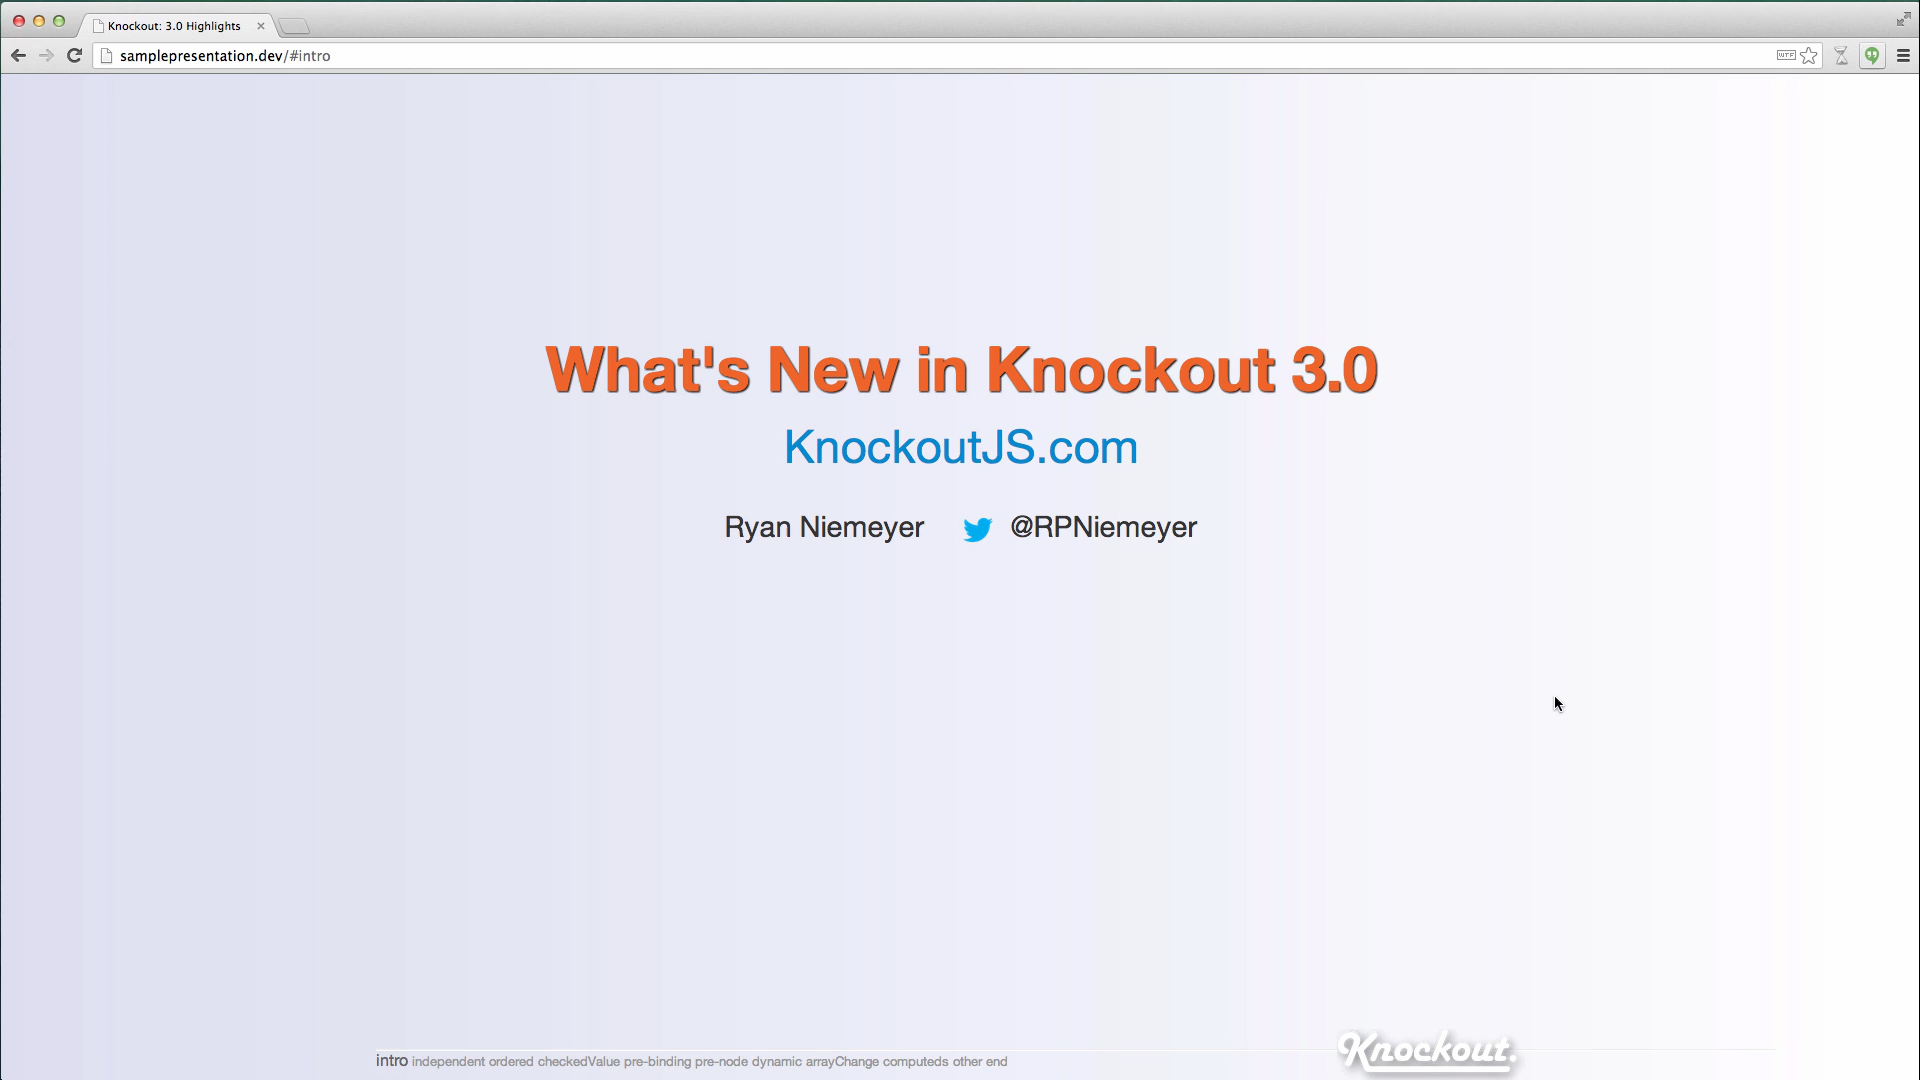 Knockout: 3.0 Highlights
samplepresentation.dev/#intro
WTF
What's New in Knockout 3.0
KnockoutJS.com
Ryan Niemeyer @RPNiemeyer
intro independent ordered checkedValue pre-binding pre-node dynamic arrayChange computeds other end
Knockout.